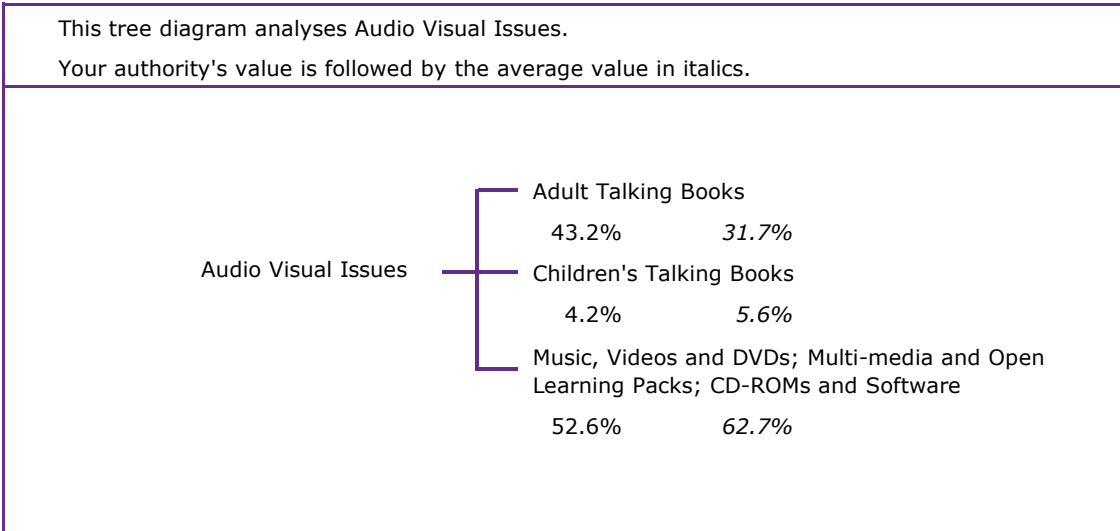 This tree diagram analyses Audio Visual Issues.
Your authority's value is followed by the average value in italics.
Adult Talking Books
43.2% 31.7%
Audio Visual Issues
Children's Talking Books
4.2% 5.6%
Music, Videos and DVDs; Multi-media and Open
Learning Packs; CD-ROMs and Software
52.6% 62.7%